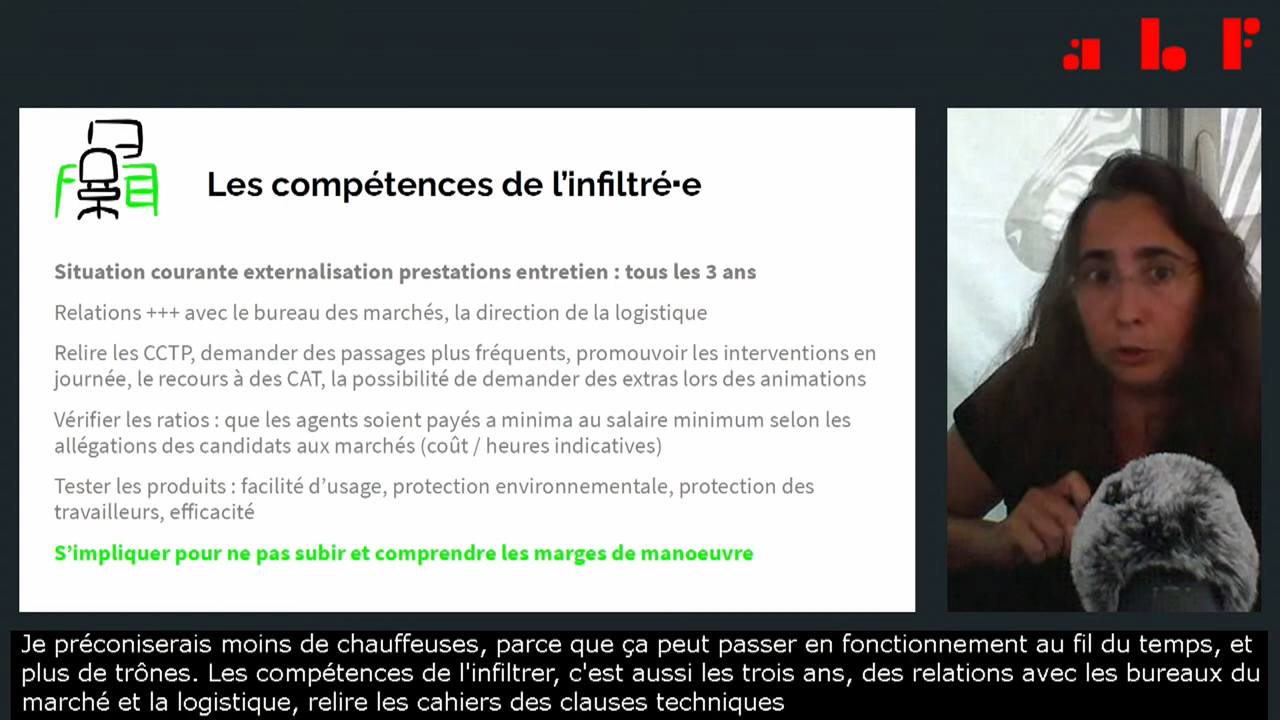 abF
Les compétences de l'infiltré·e
Situation courante externalisation prestations entretien : tous les 3 ans
Relations +++ avec le bureau des marchés, la direction de la logistique
Relire les CCTP, demander des passages plus fréquents, promouvoir les interventions en
journée, le recours à des CAT, la possibilité de demander des extras lors des animations
Vérifier les ratios : que les agents soient payés a minima au salaire minimum selon les
allégations des candidats aux marchés (coût / heures indicatives)
Tester les produits : facilité d'usage, protection environnementale, protection des
travailleurs, efficacité
S'impliquer pour ne pas subir et comprendre les marges de manoeuvre
Je préconiserais moins de chauffeuses, parce que ça peut passer en fonctionnement au fil du temps, et
plus de trônes. Les compétences de l'infiltrer, c'est aussi les trois ans, des relations avec les bureaux du
marché et la logistique, relire les cahiers des clauses techniques